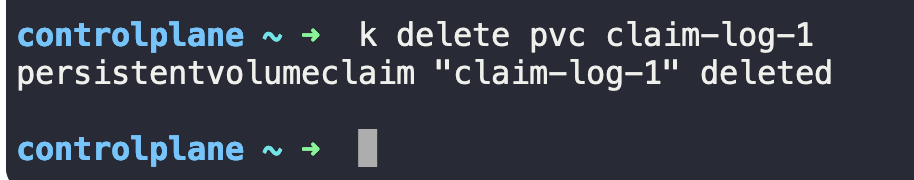 controlplane ~ ➜  k delete pvc claim-log-1
persistentvolumeclaim "claim-log-1" deleted
controlplane ~ ➜